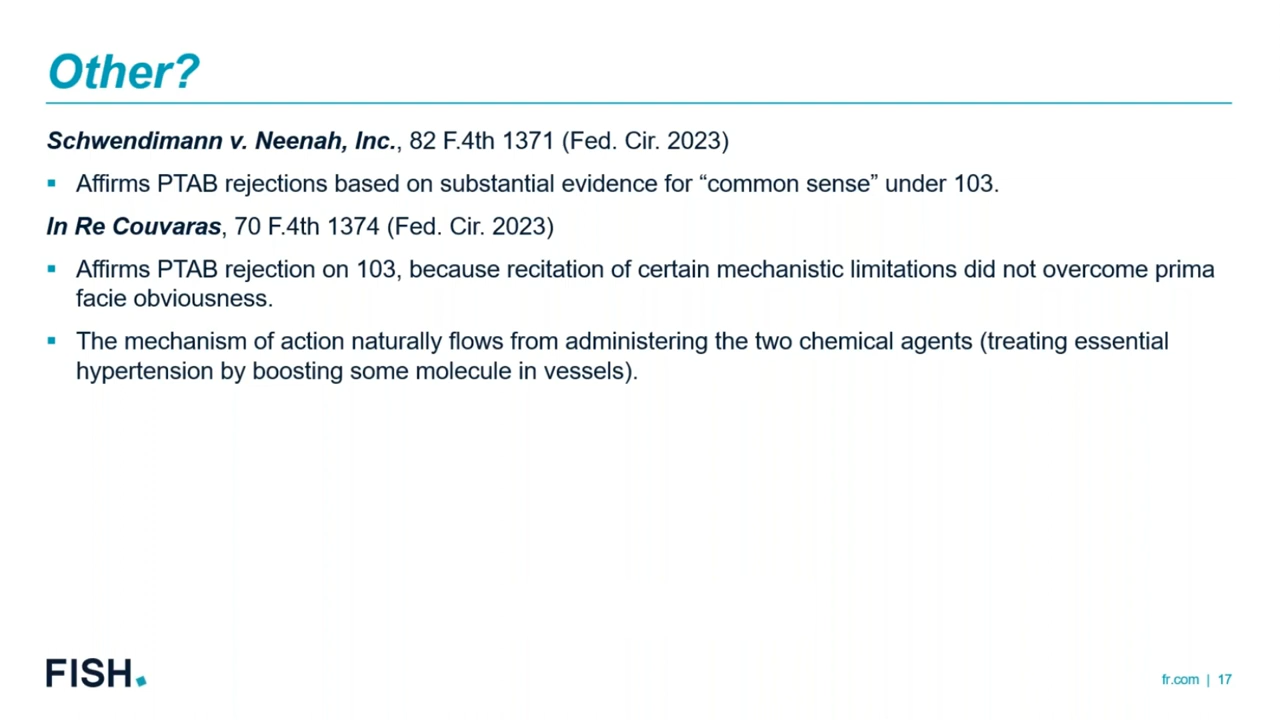 Other?
Schwendimann v. Neenah, Inc., 82 F.4th 1371 (Fed. Cir. 2023)
▪ Affirms PTAB rejections based on substantial evidence for “common sense” under 103.
In Re Couvaras, 70 F.4th 1374 (Fed. Cir. 2023)
▪ Affirms PTAB rejection on 103, because recitation of certain mechanistic limitations did not overcome prima
facie obviousness.
▪ The mechanism of action naturally flows from administering the two chemical agents (treating essential
hypertension by boosting some molecule in vessels).
FISH.
fr.com | 17